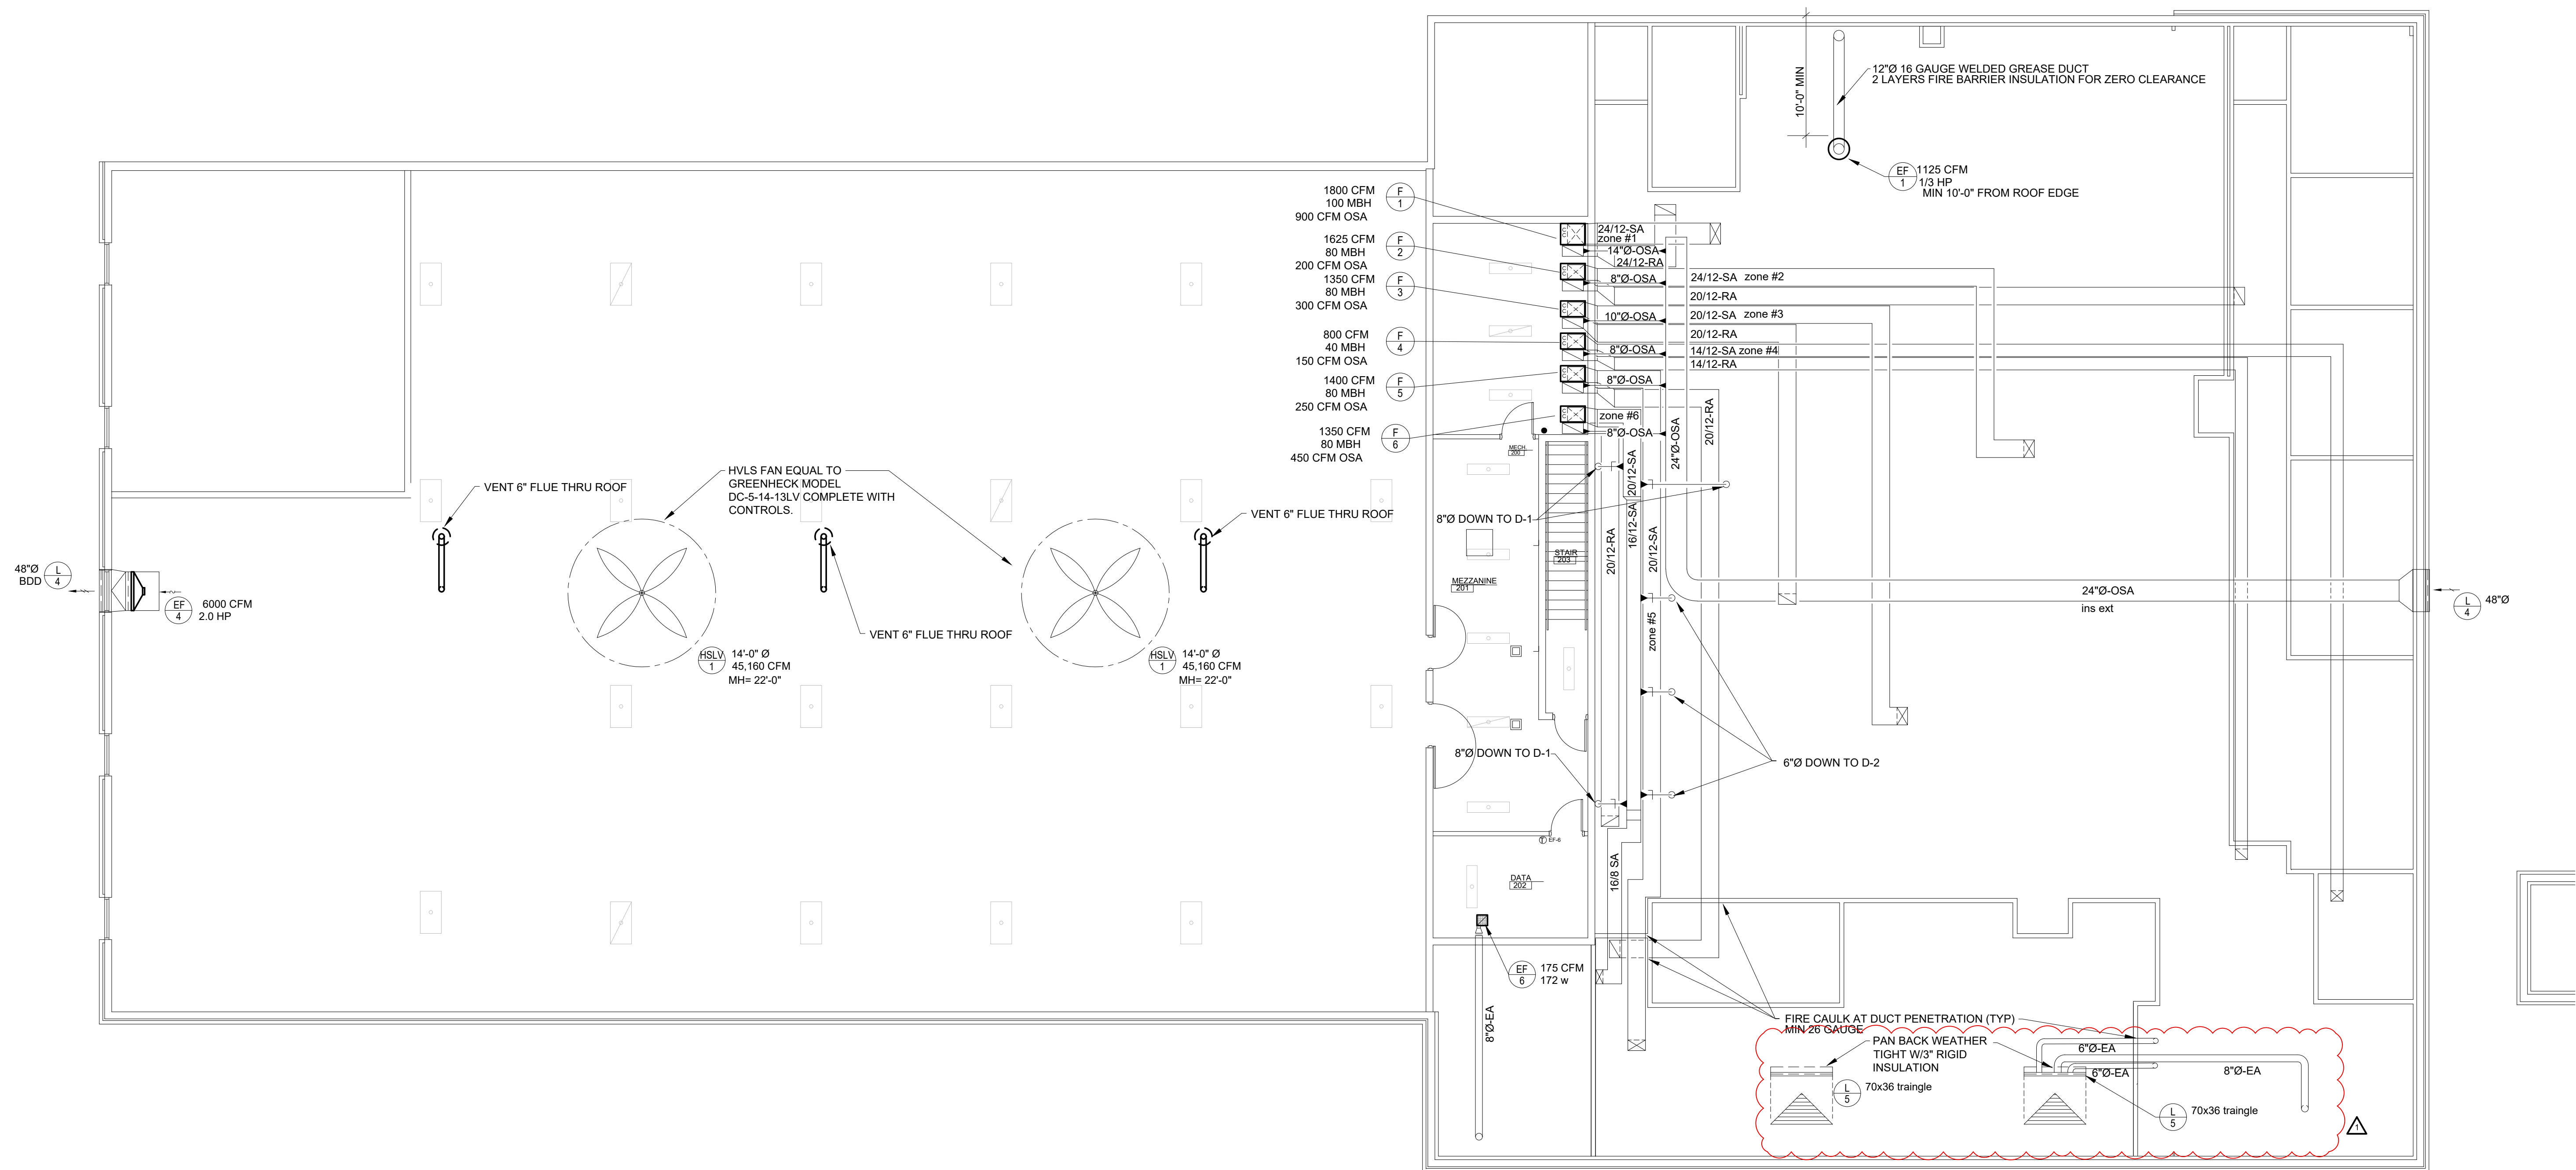 10'-0" MIN
12"Ø 16 GAUGE WELDED GREASE DUCT
2 LAYERS FIRE BARRIER INSULATION FOR ZERO CLEARANCE
EF
1
1125 CFM
1/3 HP
MIN 10'-0" FROM ROOF EDGE
1800 CFM
100 MBH
900 CFM OSA
F
1
1625 CFM
80 MBH
200 CFM OSA
F
2
1350 CFM
80 MBH
300 CFM OSA
F
3
800 CFM
40 MBH
150 CFM OSA
F
4
1400 CFM
80 MBH
250 CFM OSA
F
5
1350 CFM
80 MBH
450 CFM OSA
F
6
24/12-SA
zone #1
14"Ø-OSA
24/12-RA
8"Ø-OSA
24/12-SA zone #2
20/12-RA
10"Ø-OSA
20/12-SA zone #3
20/12-RA
8"Ø-OSA
14/12-SA zone #4
14/12-RA
8"Ø-OSA
zone #6
8"Ø-OSA
24"Ø-OSA
20/12-RA
20/12-SA
16/12-SA
20/12-RA
20/12-SA
zone #5
16/8 SA
MECH
200
STAIR
203
MEZZANINE
201
DATA
202
EF-6
8"Ø DOWN TO D-1
8"Ø DOWN TO D-1
6"Ø DOWN TO D-2
VENT 6" FLUE THRU ROOF
HVLS FAN EQUAL TO
GREENHECK MODEL
DC-5-14-13LV COMPLETE WITH
CONTROLS.
VENT 6" FLUE THRU ROOF
VENT 6" FLUE THRU ROOF
48"Ø
BDD
L
4
EF
4
6000 CFM
2.0 HP
HSLV
1
14'-0" Ø
45,160 CFM
MH= 22'-0"
HSLV
1
14'-0" Ø
45,160 CFM
MH= 22'-0"
24"Ø-OSA
ins ext
L
4
48"Ø
EF
6
175 CFM
172 w
8"Ø-EA
FIRE CAULK AT DUCT PENETRATION (TYP)
MIN 26 GAUGE
PAN BACK WEATHER
TIGHT W/3" RIGID
INSULATION
L
5
70x36 traingle
6"Ø-EA
6"Ø-EA
8"Ø-EA
L
5
70x36 traingle
1